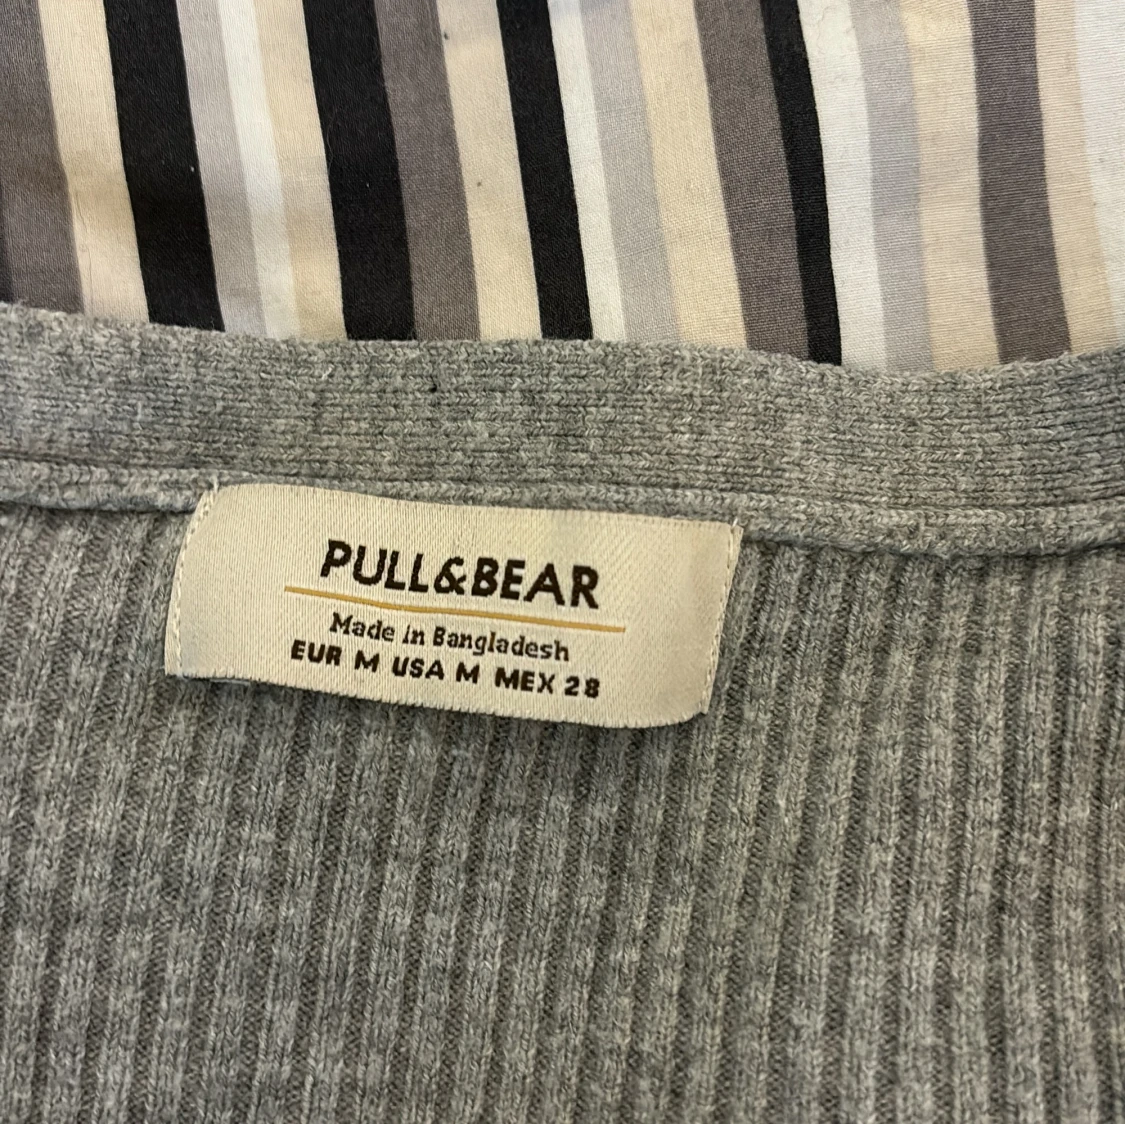 PULL&BEAR
Made in Bangladesh
EUR M USA M MEX 28